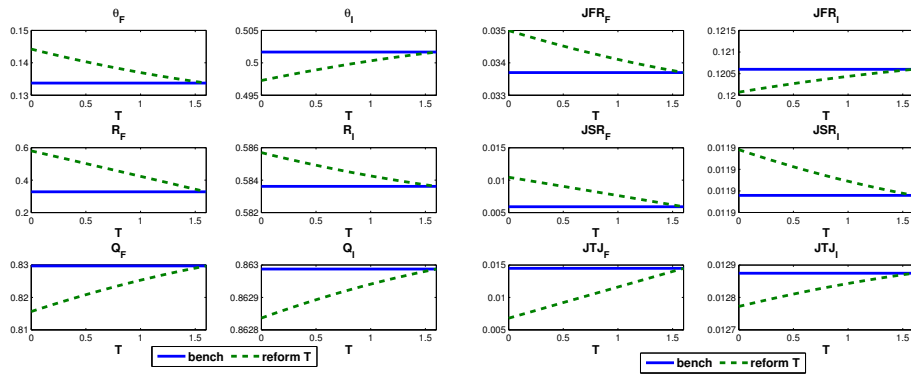 θF θI JFRF JFRI
0.15 0.505 0.035 0.1215
0.14 0.5 0.034 0.121
0.1205
0.13 0.495 0.033 0.12
0 0.5 1 1.5 0 0.5 1 1.5 0 0.5 1 1.5 0 0.5 1 1.5
T T T T
RF RI JSRF JSRI
0.6 0.586 0.015 0.0119
0.4 0.584 0.01 0.0119
0.2 0.582 0.005 0.0119
0 0.5 1 1.5 0 0.5 1 1.5 0 0.5 1 1.5 0 0.5 1 1.5
T T T T
QF QI JTJF JTJI
0.83 0.863 0.015 0.0129
0.82 0.8629 0.01 0.0128
0.81 0.8628 0.005 0.0127
0 0.5 1 1.5 0 0.5 1 1.5 0 0.5 1 1.5 0 0.5 1 1.5
T T T T
bench reform T bench reform T